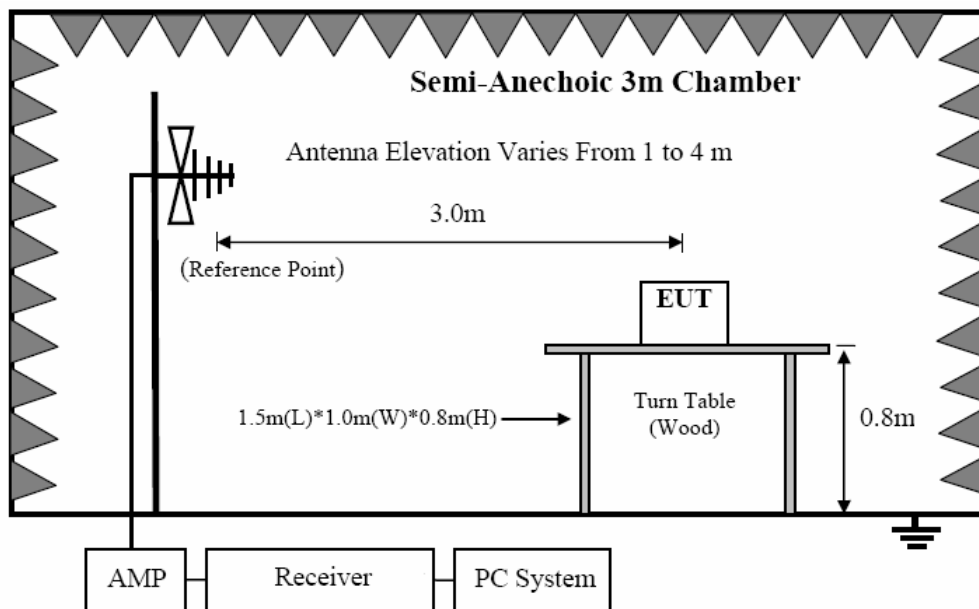 Semi-Anechoic 3m Chamber
Antenna Elevation Varies From 1 to 4 m
3.0m
(Reference Point)
EUT
1.5m(L)*1.0m(W)*0.8m(H)
Turn Table
(Wood)
0.8m
AMP
Receiver
PC System